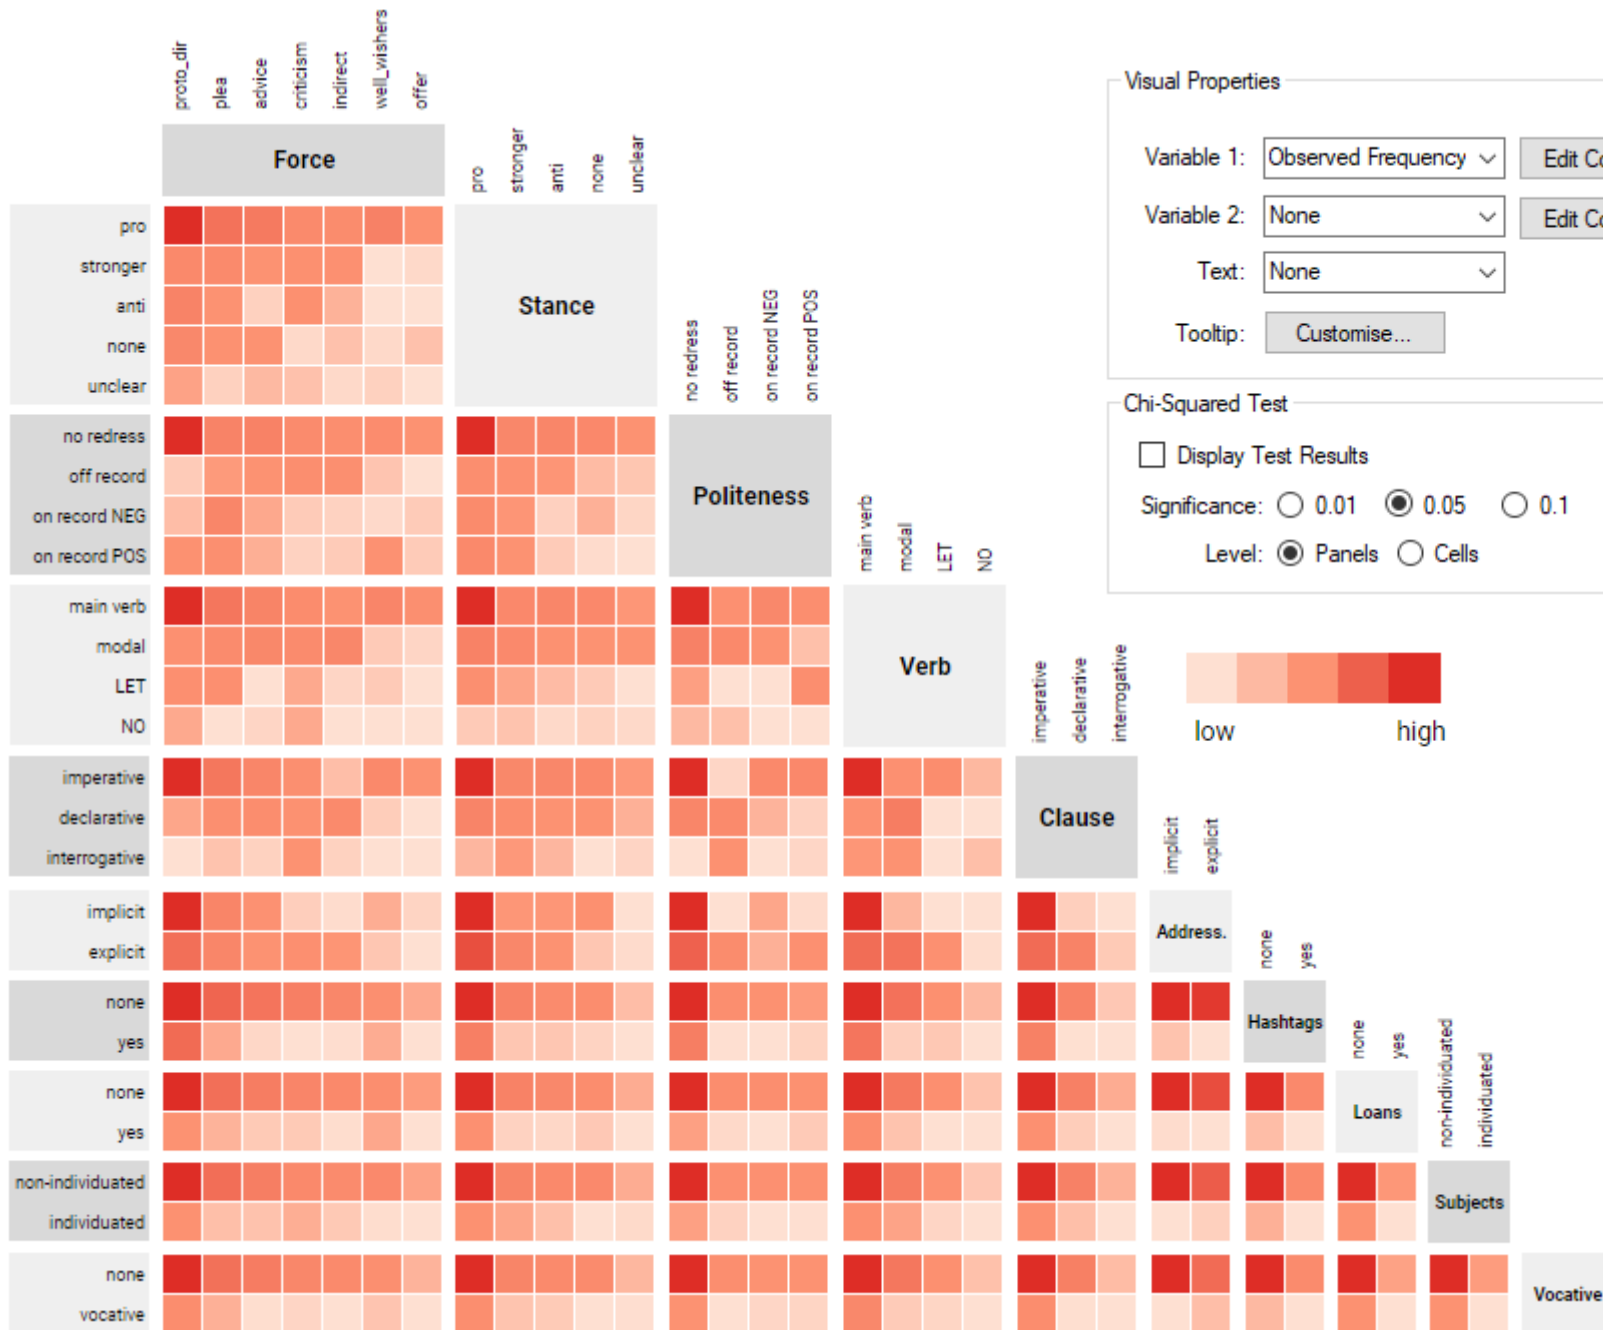 proto_dir
plea
advice
criticism
indirect
well_wishers
offer
Force
pro
stronger
anti
none
unclear
pro
stronger
anti
none
unclear
Stance
no redress
off record
on record NEG
on record POS
no redress
off record
on record NEG
on record POS
Politeness
main verb
modal
LET
NO
main verb
modal
LET
NO
Verb
imperative
declarative
interrogative
imperative
declarative
interrogative
Clause
implicit
explicit
implicit
explicit
Address.
none
yes
none
yes
Hashtags
none
yes
none
yes
Loans
non-individuated
individuated
non-individuated
individuated
Subjects
none
vocative
Vocative
Visual Properties
Variable 1: Observed Frequency Edit Co
Variable 2: None Edit Co
Text: None
Tooltip: Customise...
Chi-Squared Test
Display Test Results
Significance: 0.01 0.05 0.1
Level: Panels Cells
low high